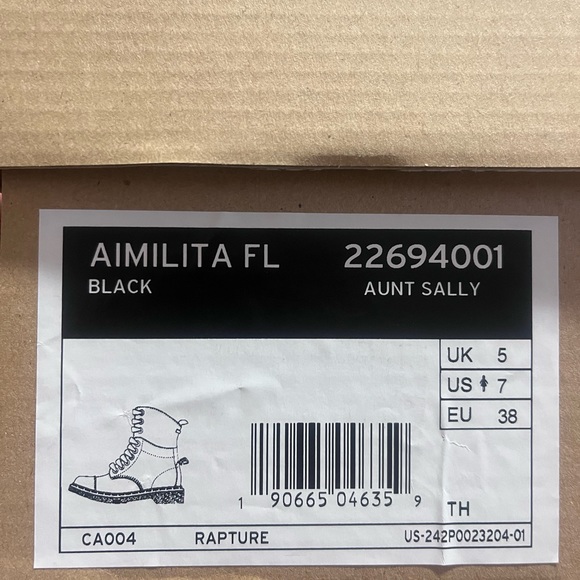 AIMILITA FL 22694001
BLACK AUNT SALLY
UK 5
US 7
EU 38
1 90665 04635 9
TH
CA004 RAPTURE US-242P0023204-01